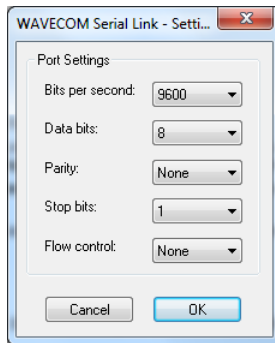 WAVECOM Serial Link - Setti...
Port Settings
Bits per second: 9600
Data bits: 8
Parity: None
Stop bits: 1
Flow control: None
Cancel OK